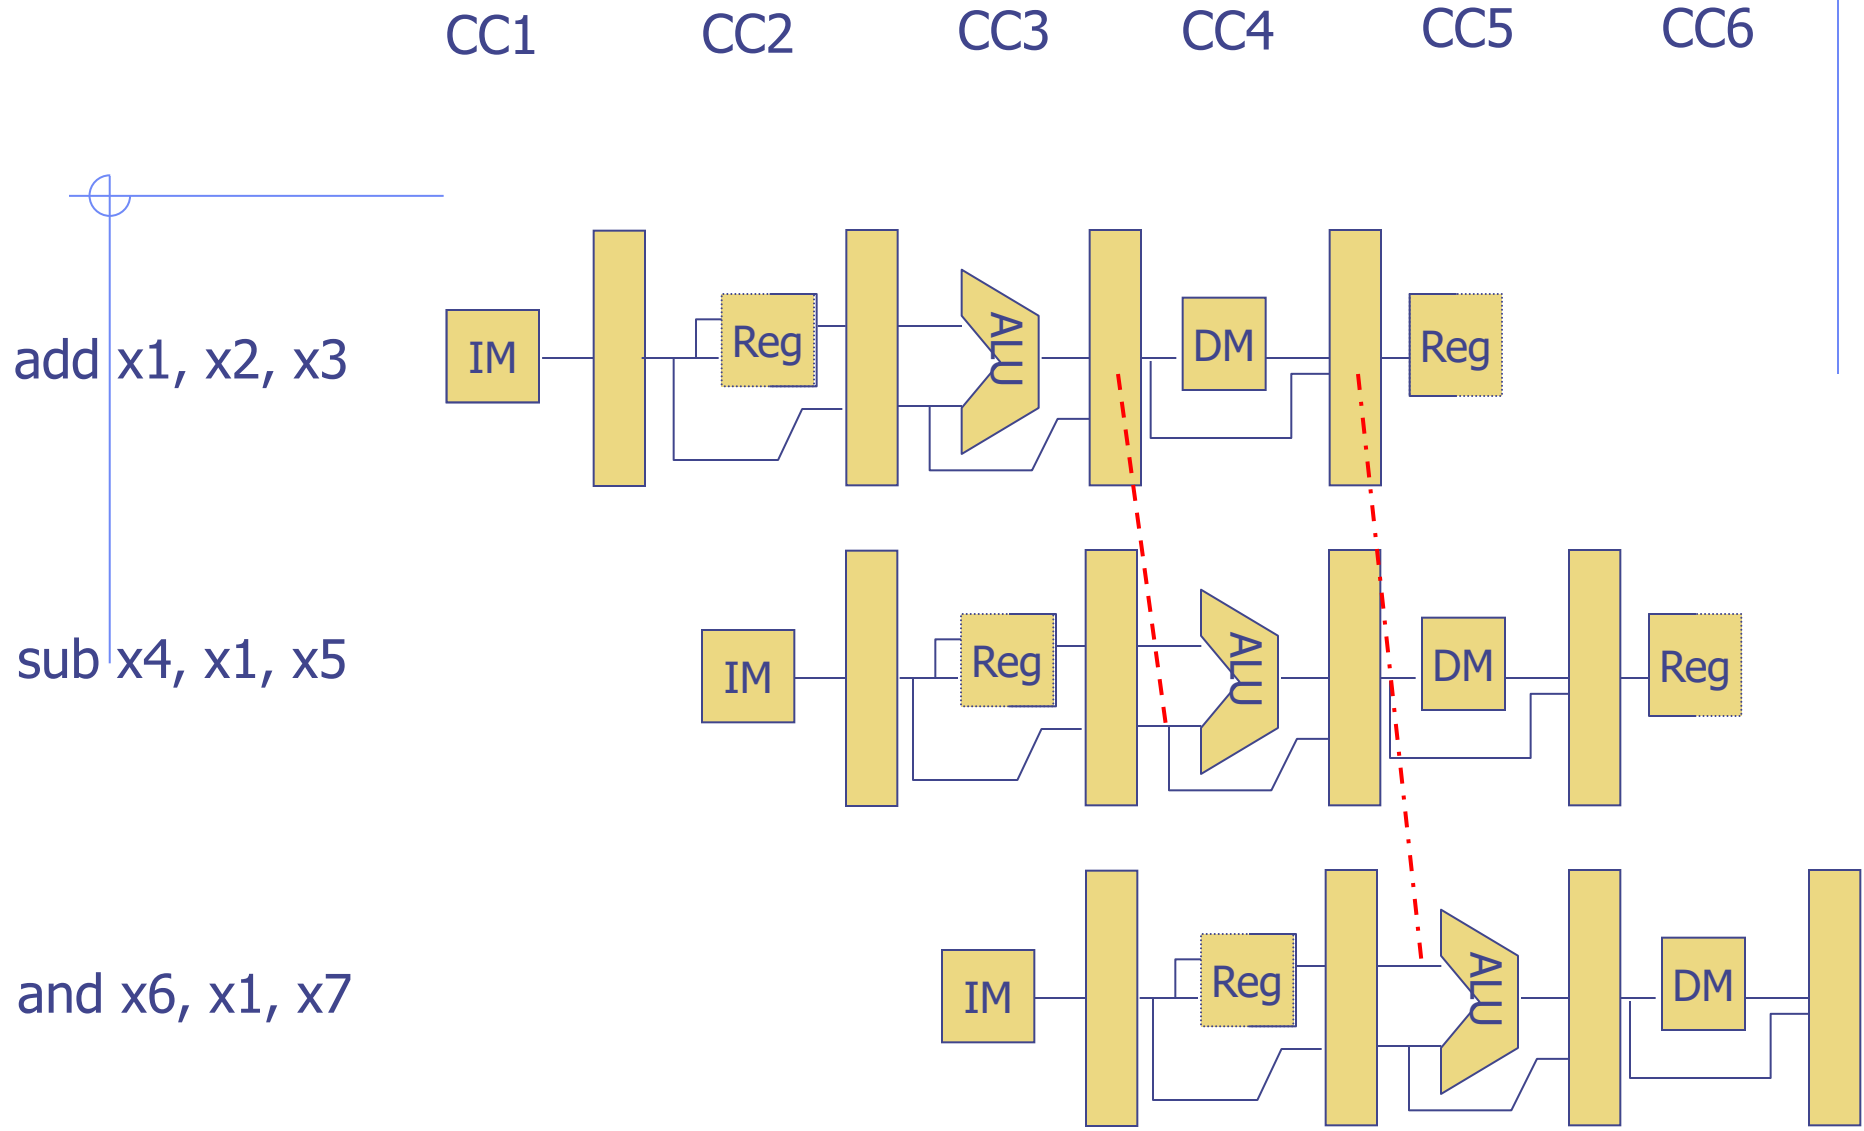 CC1 CC2 CC3 CC4 CC5 CC6
add x1, x2, x3 IM Reg ALU DM Reg
sub x4, x1, x5 IM Reg ALU DM Reg
and x6, x1, x7 IM Reg ALU DM